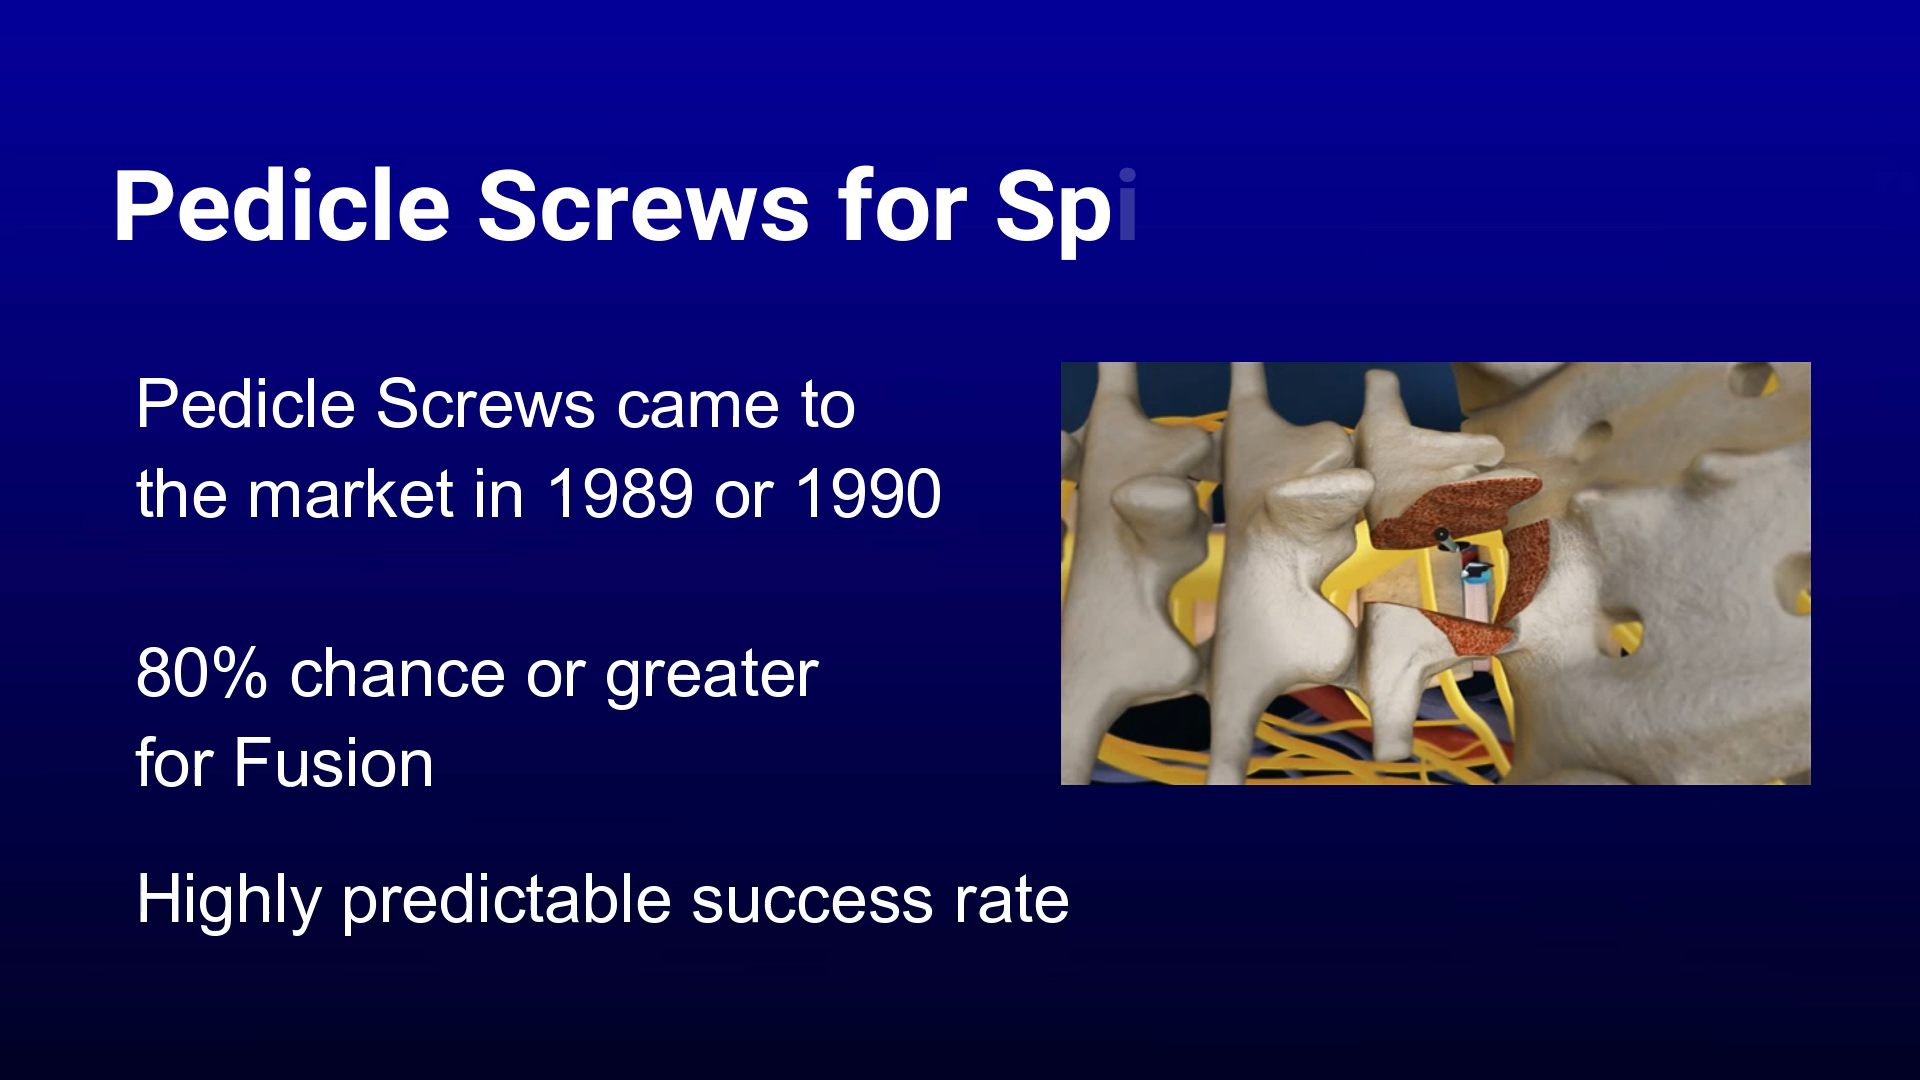 Pedicle Screws for Spi
Pedicle Screws came to
the market in 1989 or 1990
80% chance or greater
for Fusion
Highly predictable success rate